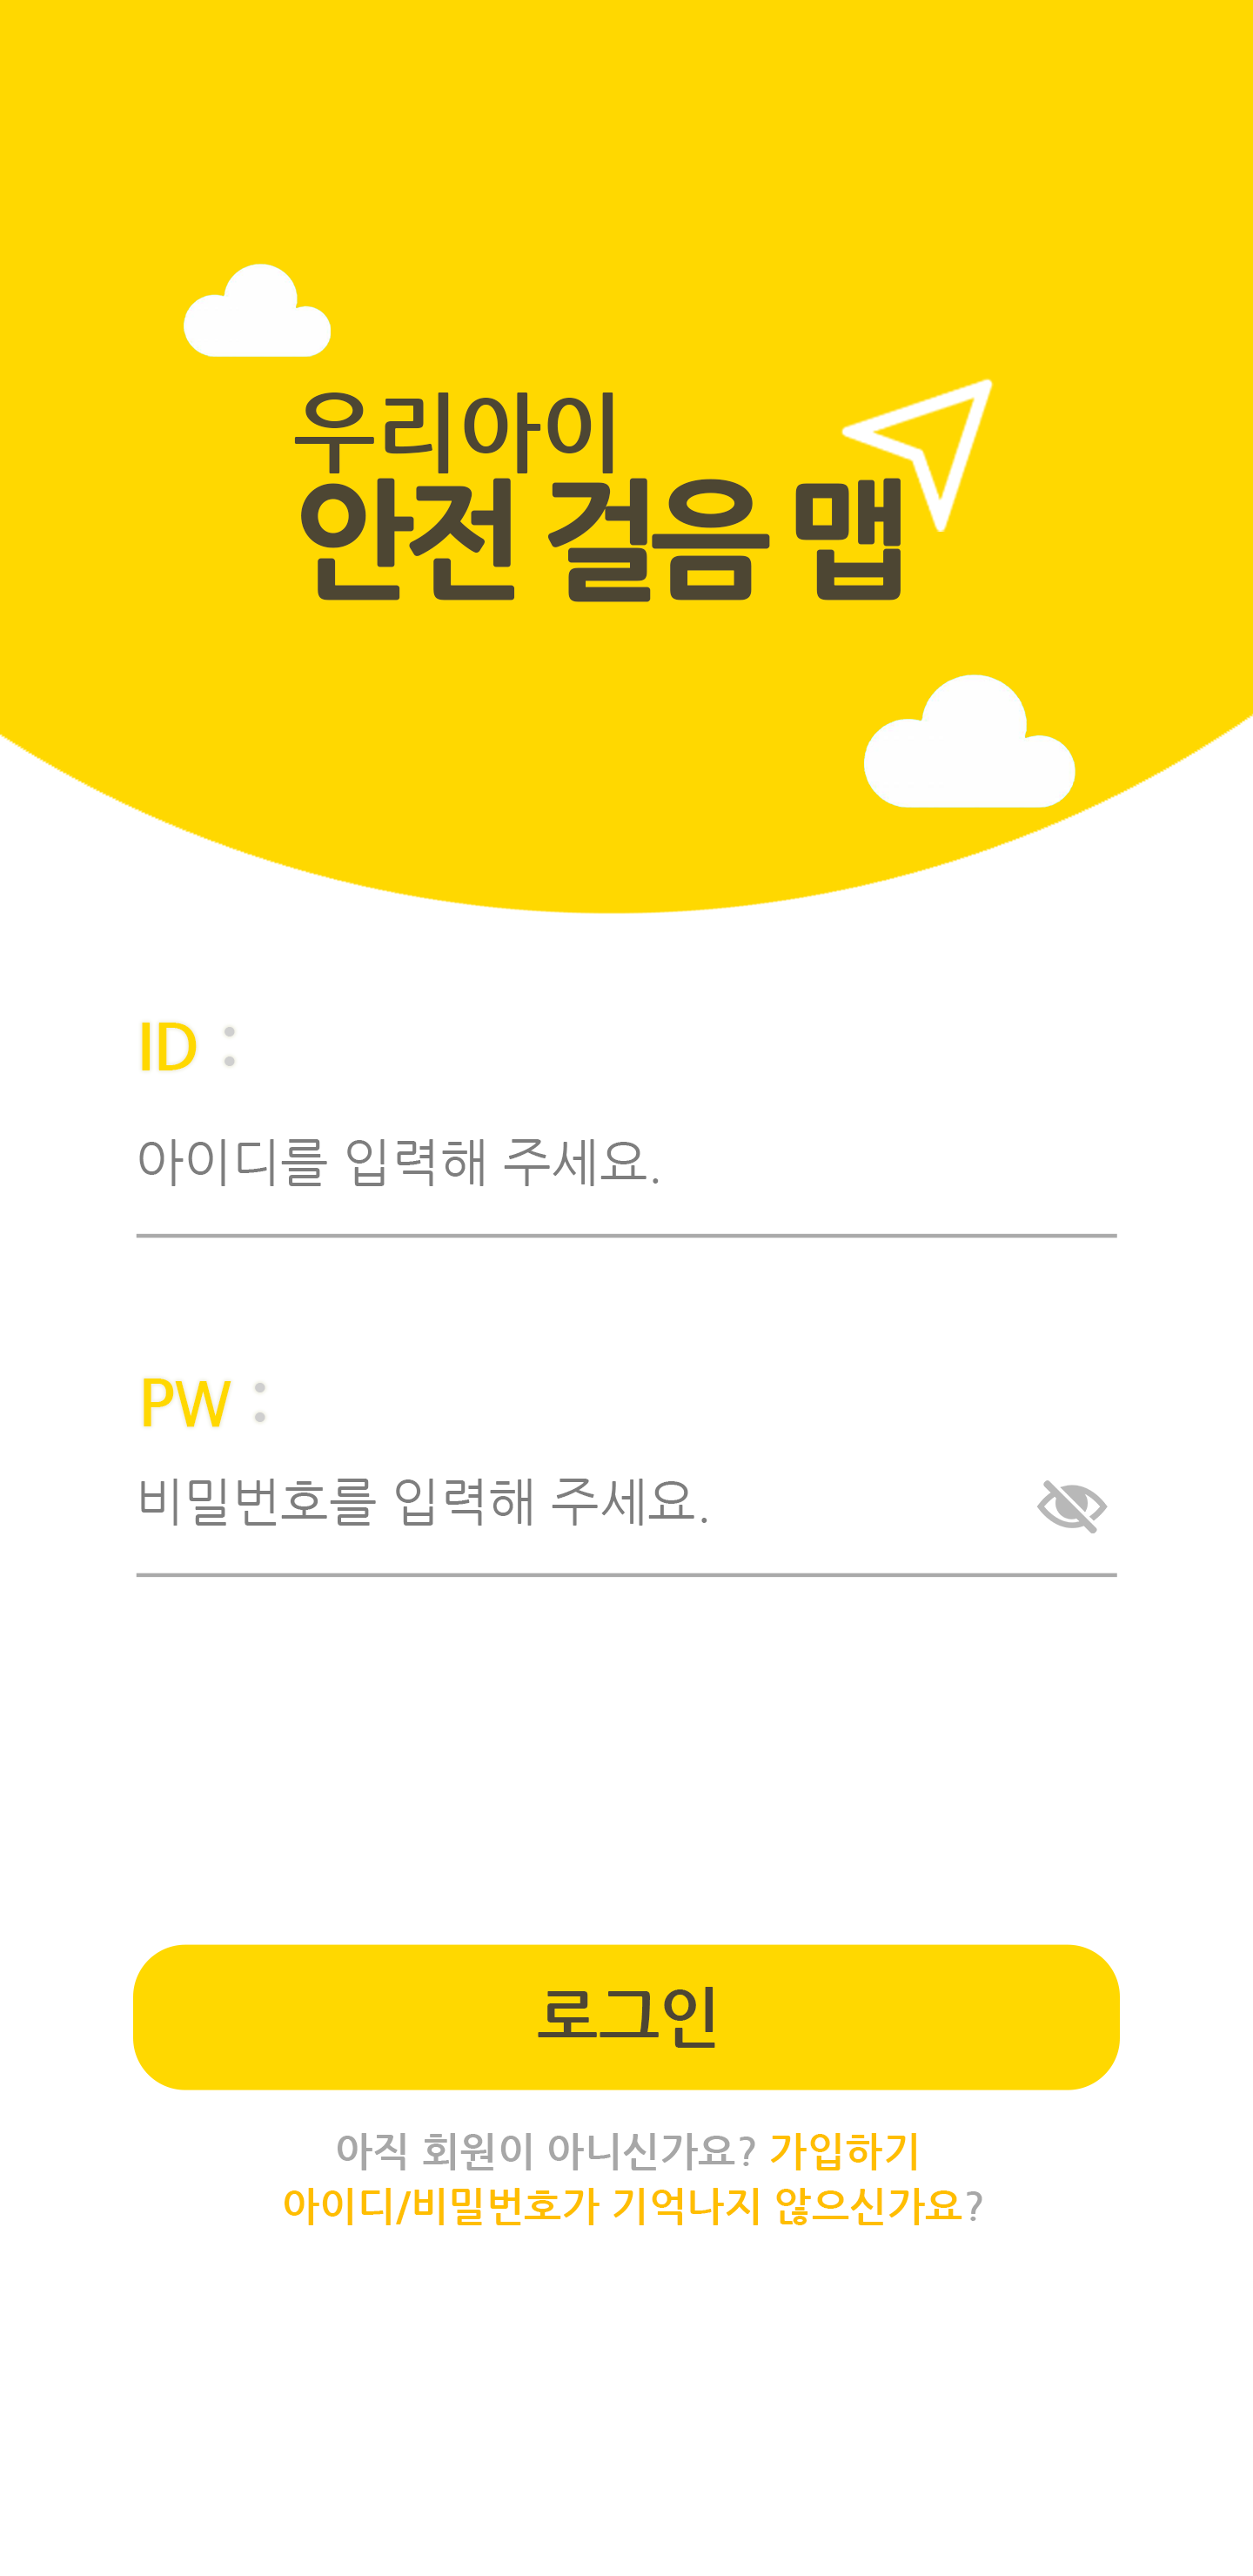 우리아이
안전 걸음 맵
ID :
아이디를 입력해 주세요.
PW :
비밀번호를 입력해 주세요.
로그인
아직 회원이 아니신가요? 가입하기
아이디/비밀번호가 기억나지 않으신가요?